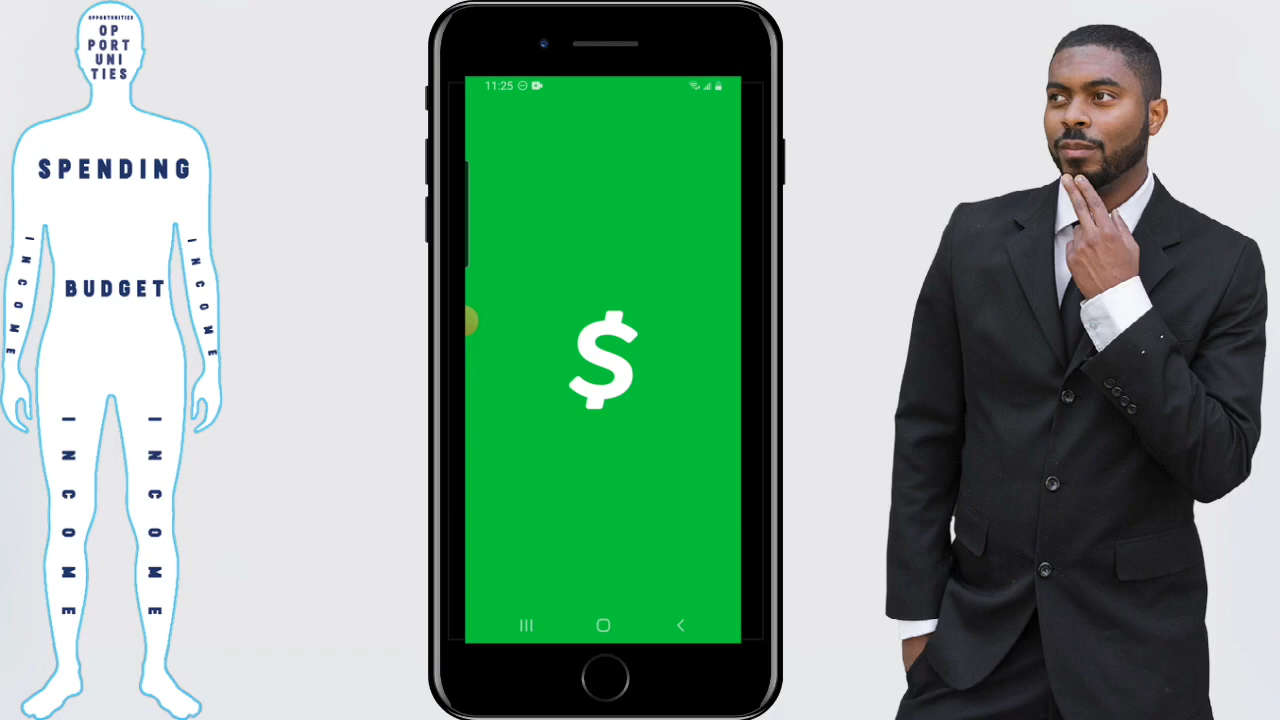 OPPORTUNITIES
OP
PORT
UNI
TIES
SPENDING
INCOME
INCOME
BUDGET
INCOME
INCOME
11:25
$